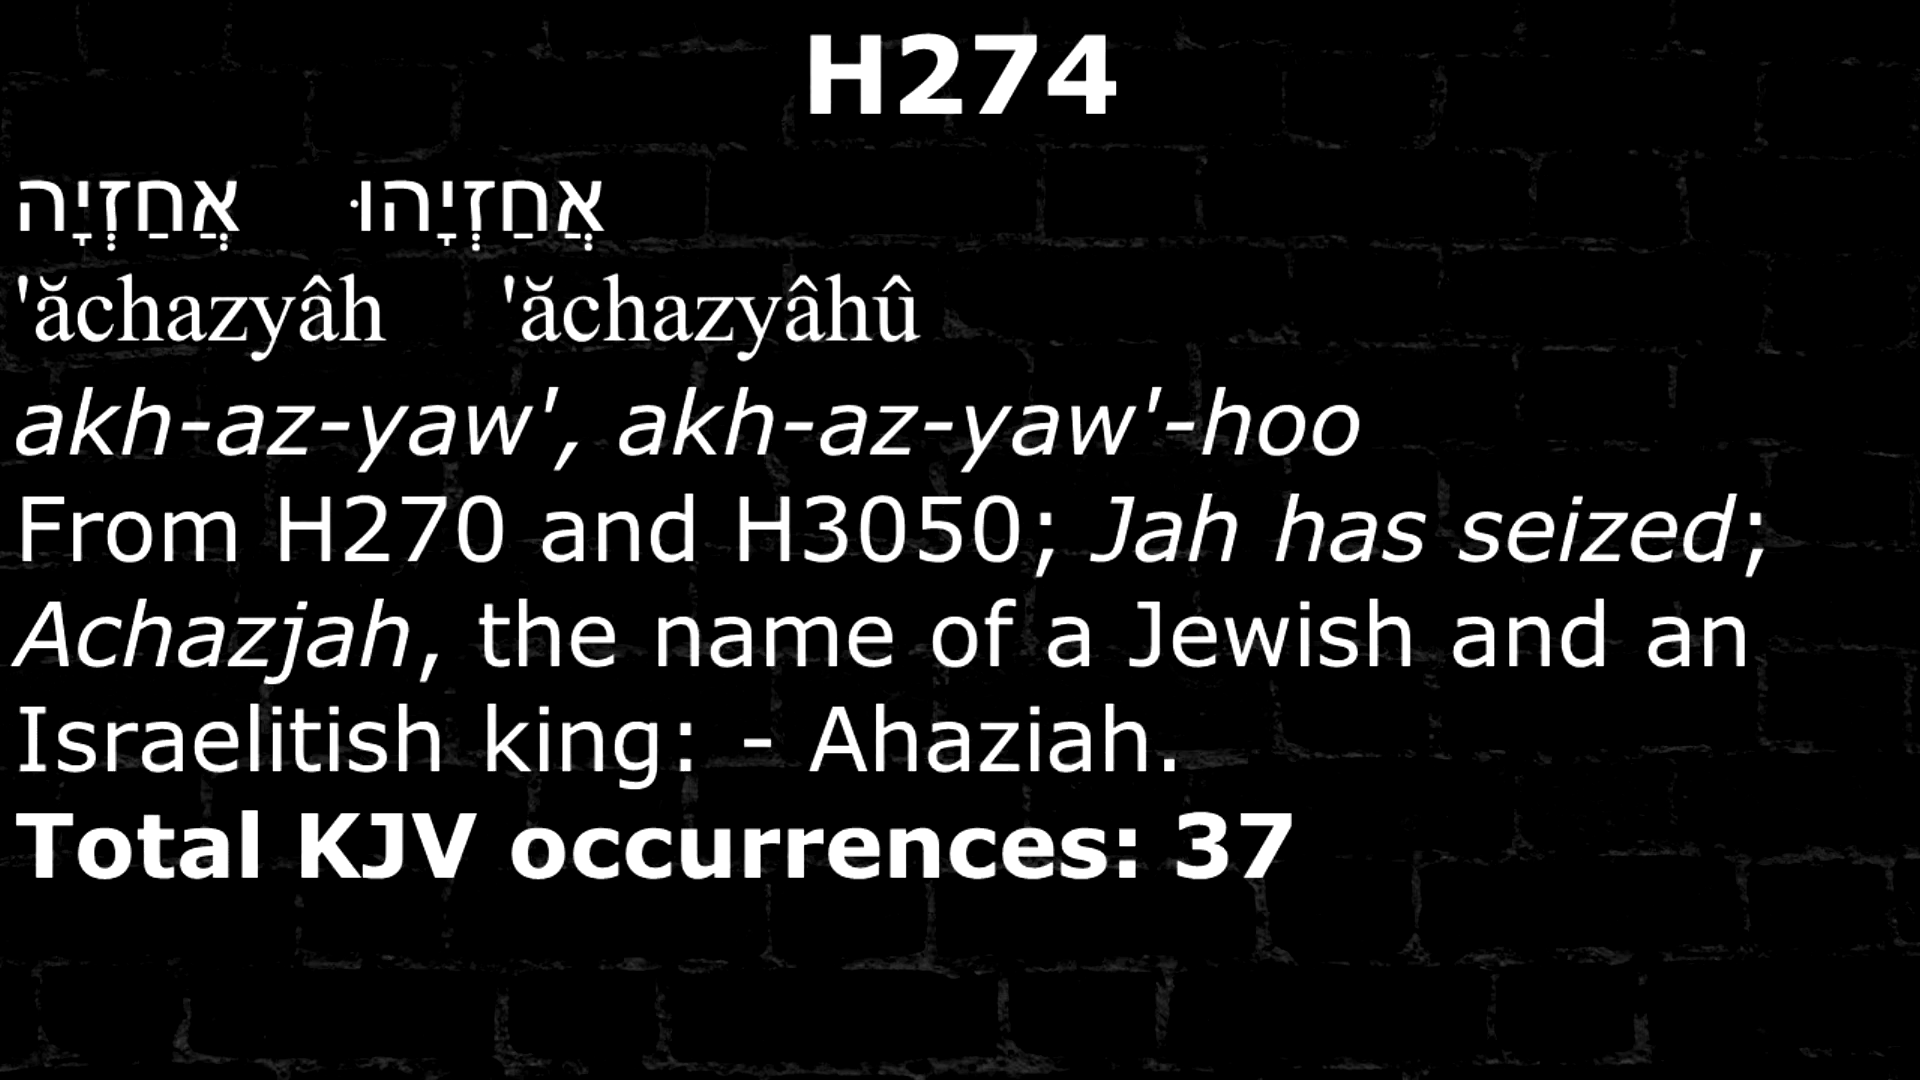 H274
אֲחַזְיָה אֲחַזְיָהוּ
'ăchazyâh 'ăchazyâhû
akh-az-yaw', akh-az-yaw'-hoo
From H270 and H3050; Jah has seized;
Achazjah, the name of a Jewish and an
Israelitish king: - Ahaziah.
Total KJV occurrences: 37